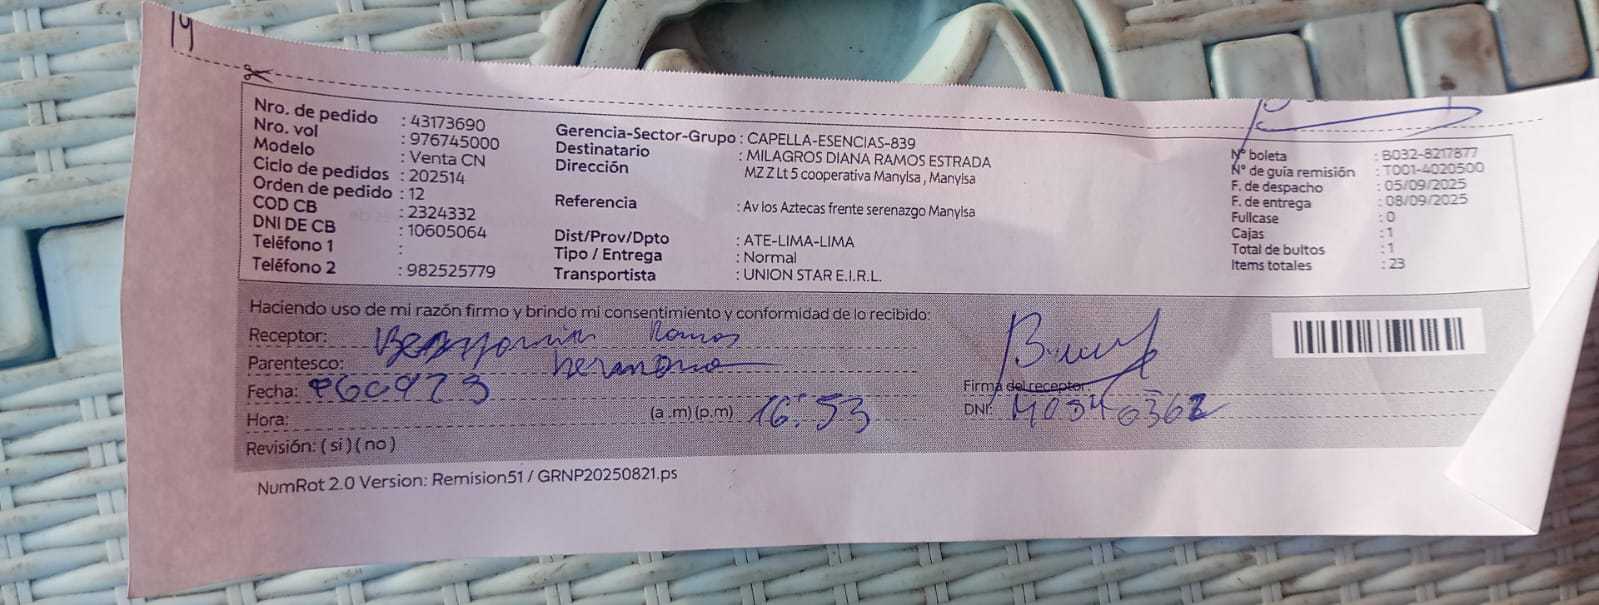 Nro. de pedido : 43173690
Nro. vol : 976745000
Modelo : Venta CN
Ciclo de pedidos : 202514
Orden de pedido : 12
COD CB : 2324332
DNI DE CB : 10605064
Teléfono 1 :
Teléfono 2 : 982525779
Gerencia-Sector-Grupo : CAPELLA-ESENCIAS-839
Destinatario : MILAGROS DIANA RAMOS ESTRADA
Dirección MZ Z Lt 5 cooperativa Manylsa , Manylsa
Referencia : Av los Aztecas frente serenazgo Manylsa
Dist/Prov/Dpto : ATE-LIMA-LIMA
Tipo / Entrega : Normal
Transportista : UNION STAR E.I.R.L.
N° boleta : B032-8217877
N° de guía remisión : T001-4020500
F. de despacho : 05/09/2025
F. de entrega : 08/09/2025
Fullcase : 0
Cajas : 1
Total de bultos : 1
Items totales : 23
Haciendo uso de mi razón firmo y brindo mi consentimiento y conformidad de lo recibido:
Receptor: Ramos
Parentesco:
Fecha:
Hora: (a .m) (p.m) 16:53
Revisión: ( si ) ( no )
Firma del receptor:
DNI:
NumRot 2.0 Version: Remision51 / GRNP20250821.ps